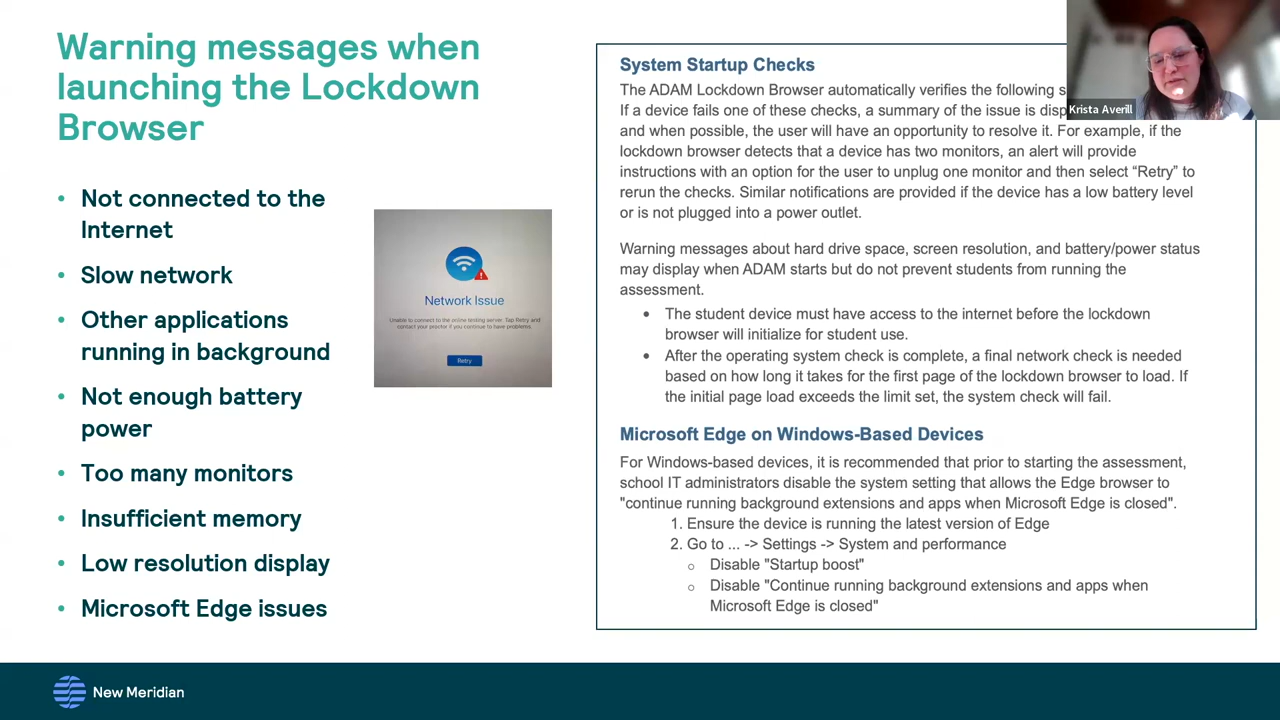 Warning messages when
launching the Lockdown
Browser
• Not connected to the
Internet
• Slow network
• Other applications
running in background
• Not enough battery
power
• Too many monitors
• Insufficient memory
• Low resolution display
• Microsoft Edge issues
Network Issue
Unable to connect to the online testing server. Tap Retry and
contact your proctor if you continue to have problems.
Retry
System Startup Checks
The ADAM Lockdown Browser automatically verifies the following
If a device fails one of these checks, a summary of the issue is
and when possible, the user will have an opportunity to resolve it. For example, if the
lockdown browser detects that a device has two monitors, an alert will provide
instructions with an option for the user to unplug one monitor and then select “Retry” to
rerun the checks. Similar notifications are provided if the device has a low battery level
or is not plugged into a power outlet.
Warning messages about hard drive space, screen resolution, and battery/power status
may display when ADAM starts but do not prevent students from running the
assessment.
• The student device must have access to the internet before the lockdown
browser will initialize for student use.
• After the operating system check is complete, a final network check is needed
based on how long it takes for the first page of the lockdown browser to load. If
the initial page load exceeds the limit set, the system check will fail.
Microsoft Edge on Windows-Based Devices
For Windows-based devices, it is recommended that prior to starting the assessment,
school IT administrators disable the system setting that allows the Edge browser to
"continue running background extensions and apps when Microsoft Edge is closed".
1. Ensure the device is running the latest version of Edge
2. Go to ... -> Settings -> System and performance
○ Disable "Startup boost"
○ Disable "Continue running background extensions and apps when
Microsoft Edge is closed"
Krista Averill
New Meridian